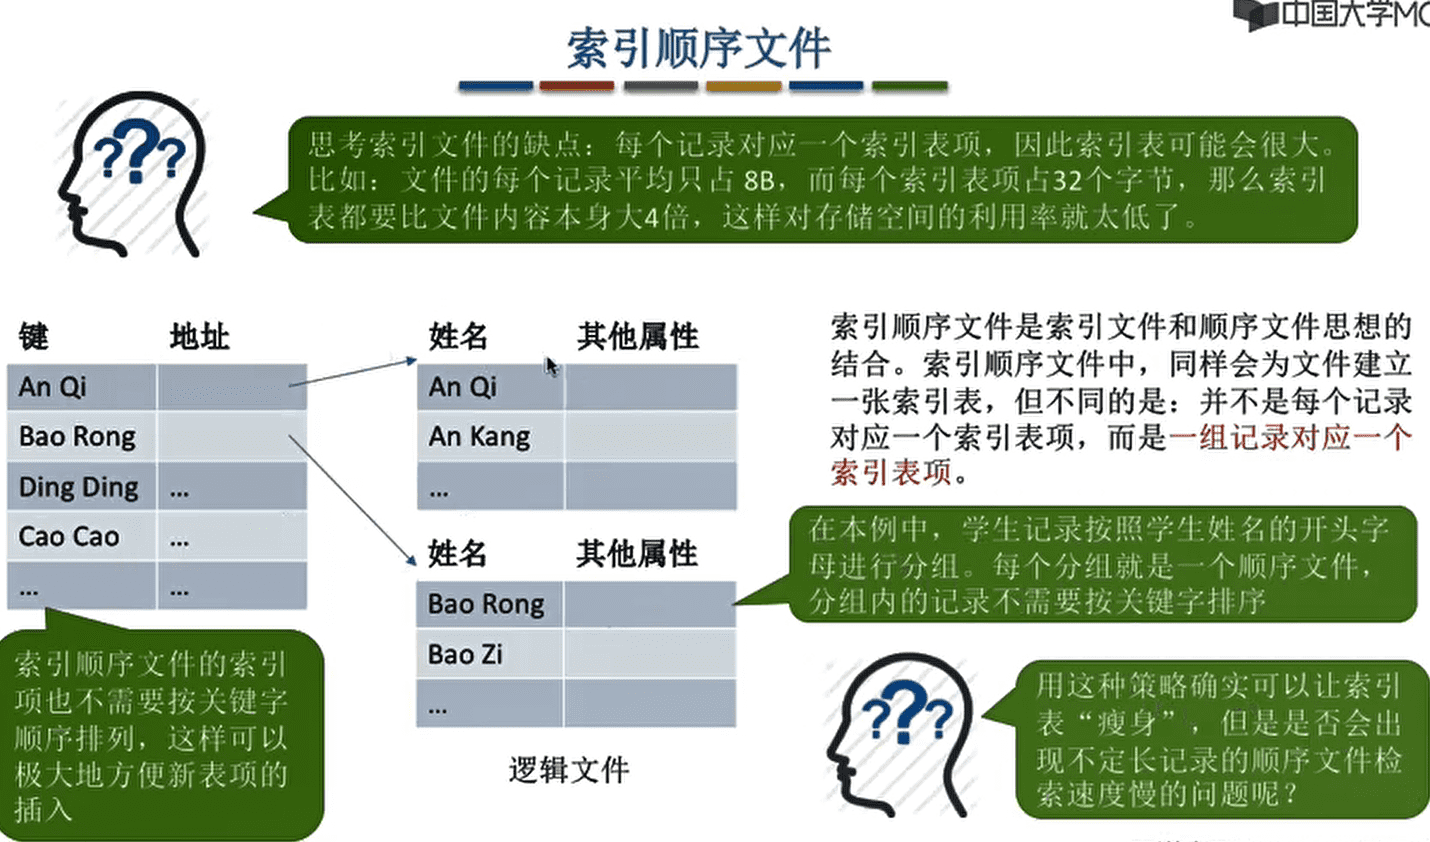 中国大学MO
索引顺序文件
???
思考索引文件的缺点：每个记录对应一个索引表项，因此索引表可能会很大。
比如：文件的每个记录平均只占 8B，而每个索引表项占32个字节，那么索引
表都要比文件内容本身大4倍，这样对存储空间的利用率就太低了。
键 地址
An Qi
Bao Rong
Ding Ding ...
Cao Cao ...
... ...
姓名 其他属性
An Qi
An Kang
...
姓名 其他属性
Bao Rong
Bao Zi
...
逻辑文件
索引顺序文件是索引文件和顺序文件思想的
结合。索引顺序文件中，同样会为文件建立
一张索引表，但不同的是：并不是每个记录
对应一个索引表项，而是一组记录对应一个
索引表项。
在本例中，学生记录按照学生姓名的开头字
母进行分组。每个分组就是一个顺序文件，
分组内的记录不需要按关键字排序
索引顺序文件的索引
项也不需要按关键字
顺序排列，这样可以
极大地方便新表项的
插入
???
用这种策略确实可以让索引
表“瘦身”，但是是否会出
现不定长记录的顺序文件检
索速度慢的问题呢？